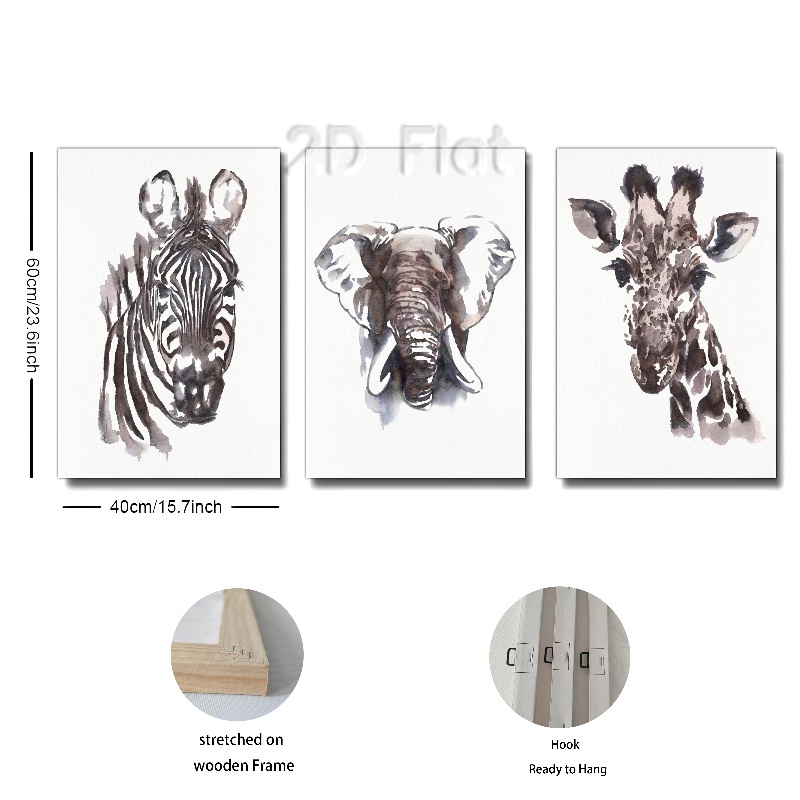 2D Flat
60cm/23.6inch
40cm/15.7inch
stretched on
wooden Frame
Hook
Ready to Hang